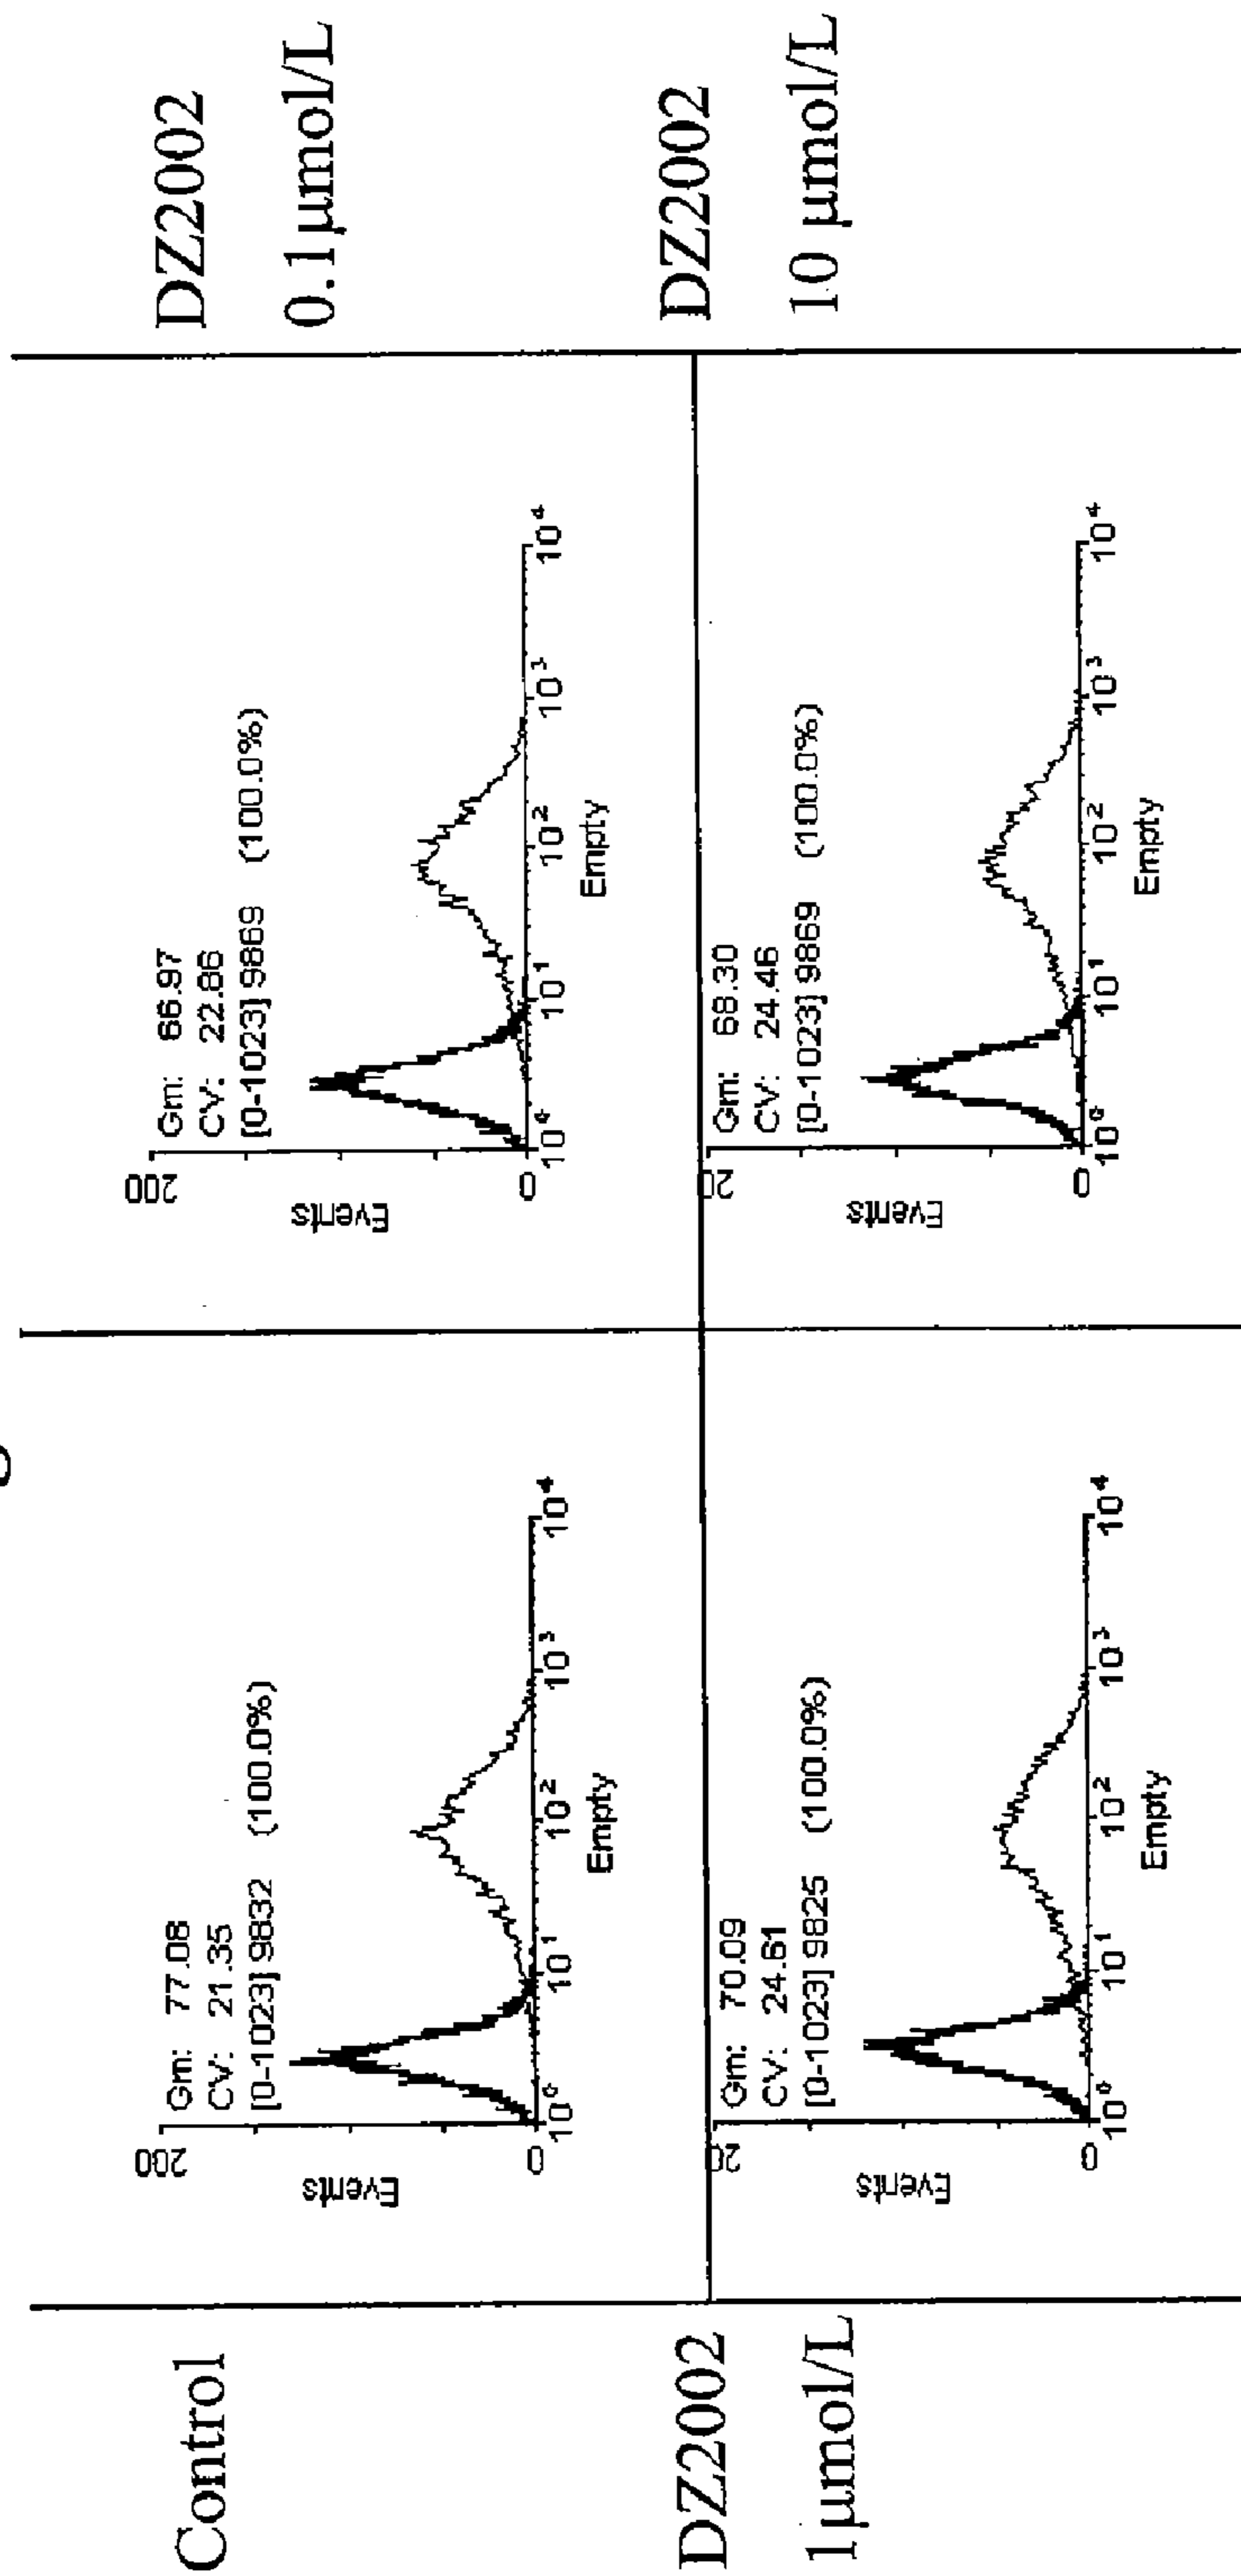 Control
200
Events
0
Gm: 77.08
CV: 21.35
[0-1023] 9832 (100.0%)
10⁰ 10¹ 10² 10³ 10⁴
Empty
200
Events
0
Gm: 66.97
CV: 22.86
[0-1023] 9869 (100.0%)
10⁰ 10¹ 10² 10³ 10⁴
Empty
DZ2002
0.1μmol/L
DZ2002
1μmol/L
20
Events
0
Gm: 70.09
CV: 24.61
[0-1023] 9825 (100.0%)
10⁰ 10¹ 10² 10³ 10⁴
Empty
20
Events
0
Gm: 68.30
CV: 24.46
[0-1023] 9869 (100.0%)
10⁰ 10¹ 10² 10³ 10⁴
Empty
DZ2002
10 μmol/L